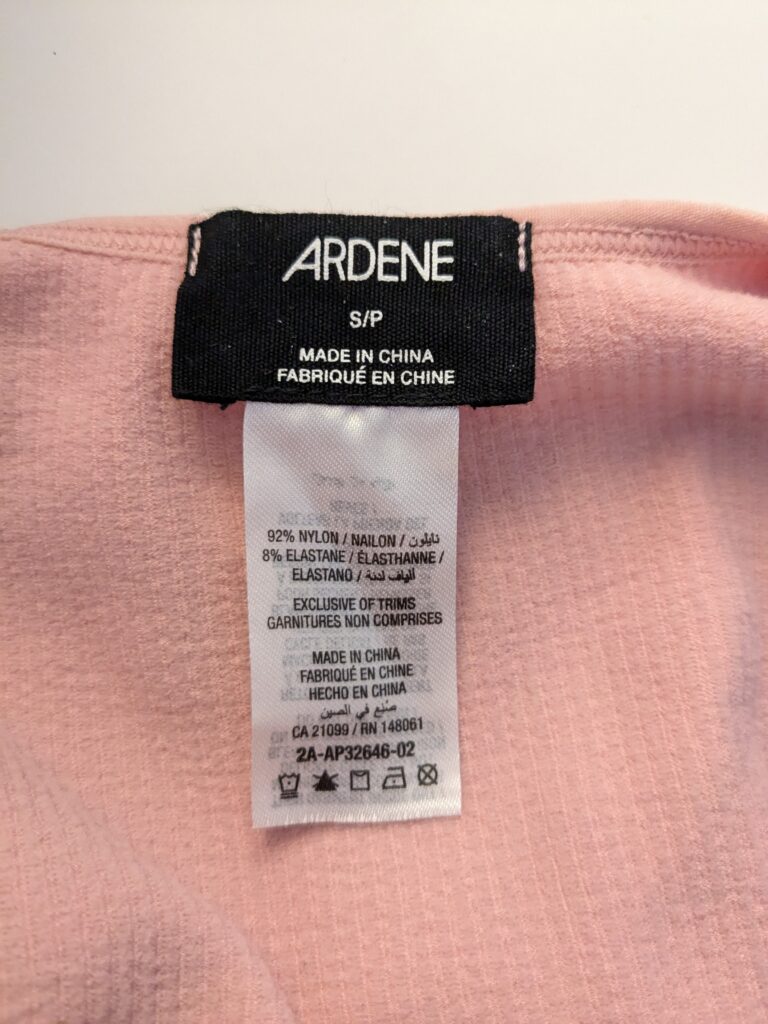 ARDENE
S/P
MADE IN CHINA
FABRIQUÉ EN CHINE
92% NYLON / NAILON / نايلون
8% ELASTANE / ÉLASTHANNE /
ELASTANO / ألياف لدنة
EXCLUSIVE OF TRIMS
GARNITURES NON COMPRISES
MADE IN CHINA
FABRIQUÉ EN CHINE
HECHO EN CHINA
صنع في الصين
CA 21099 / RN 148061
2A-AP32646-02